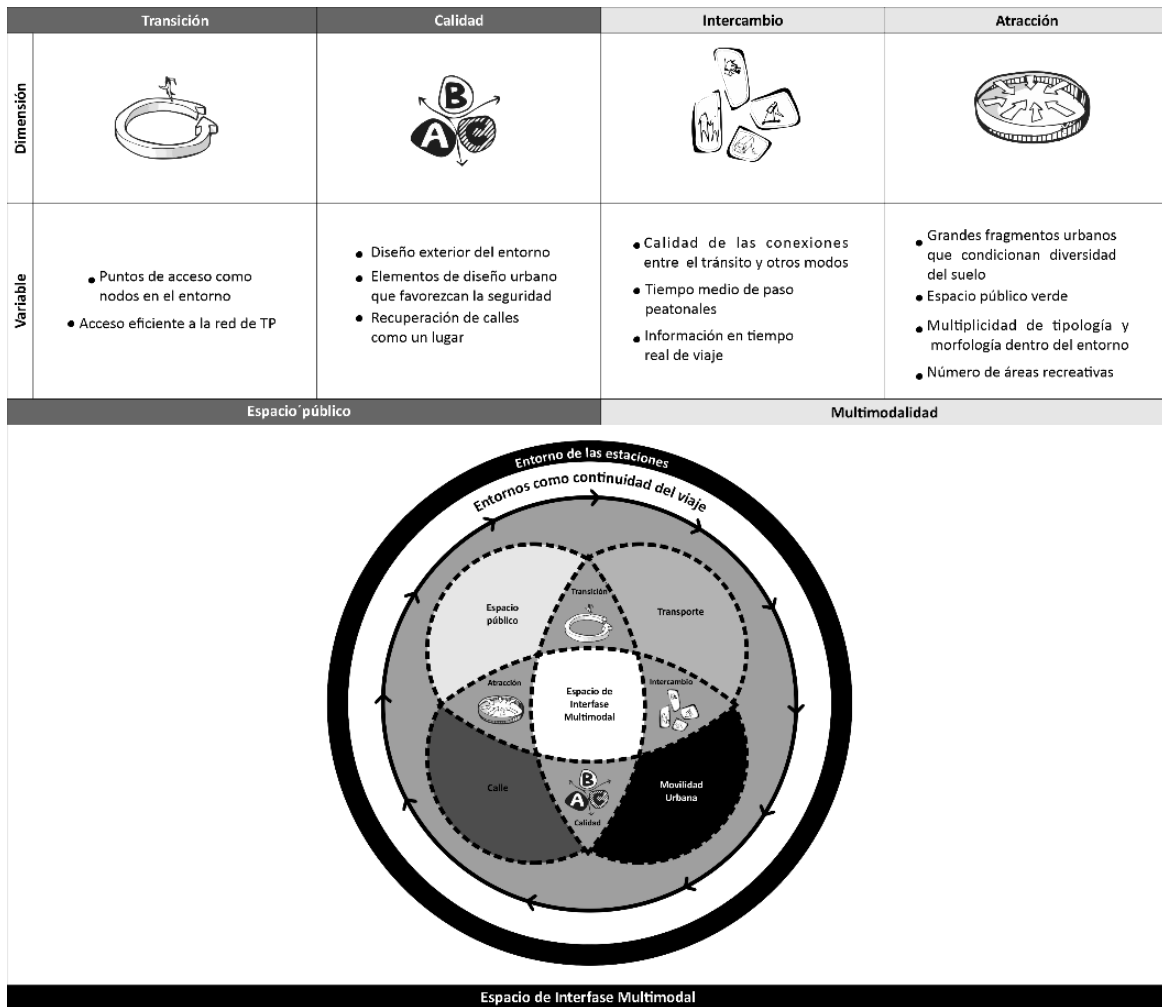 Transición
Calidad
Intercambio
Atracción
Dimensión
B
A
C
Variable
● Puntos de acceso como
nodos en el entorno
● Acceso eficiente a la red de TP
● Diseño exterior del entorno
● Elementos de diseño urbano
que favorezcan la seguridad
● Recuperación de calles
como un lugar
● Calidad de las conexiones
entre el tránsito y otros modos
● Tiempo medio de paso
peatonales
● Información en tiempo
real de viaje
● Grandes fragmentos urbanos
que condicionan diversidad
del suelo
● Espacio público verde
● Multiplicidad de tipología y
morfología dentro del entorno
● Número de áreas recreativas
Espacio público
Multimodalidad
Entorno de las estaciones
Entornos como continuidad del viaje
Transición
Espacio
público
Transporte
Atracción
Espacio de
Interfase
Multimodal
Intercambio
Calle
B
A
C
Calidad
Movilidad
Urbana
Espacio de Interfase Multimodal